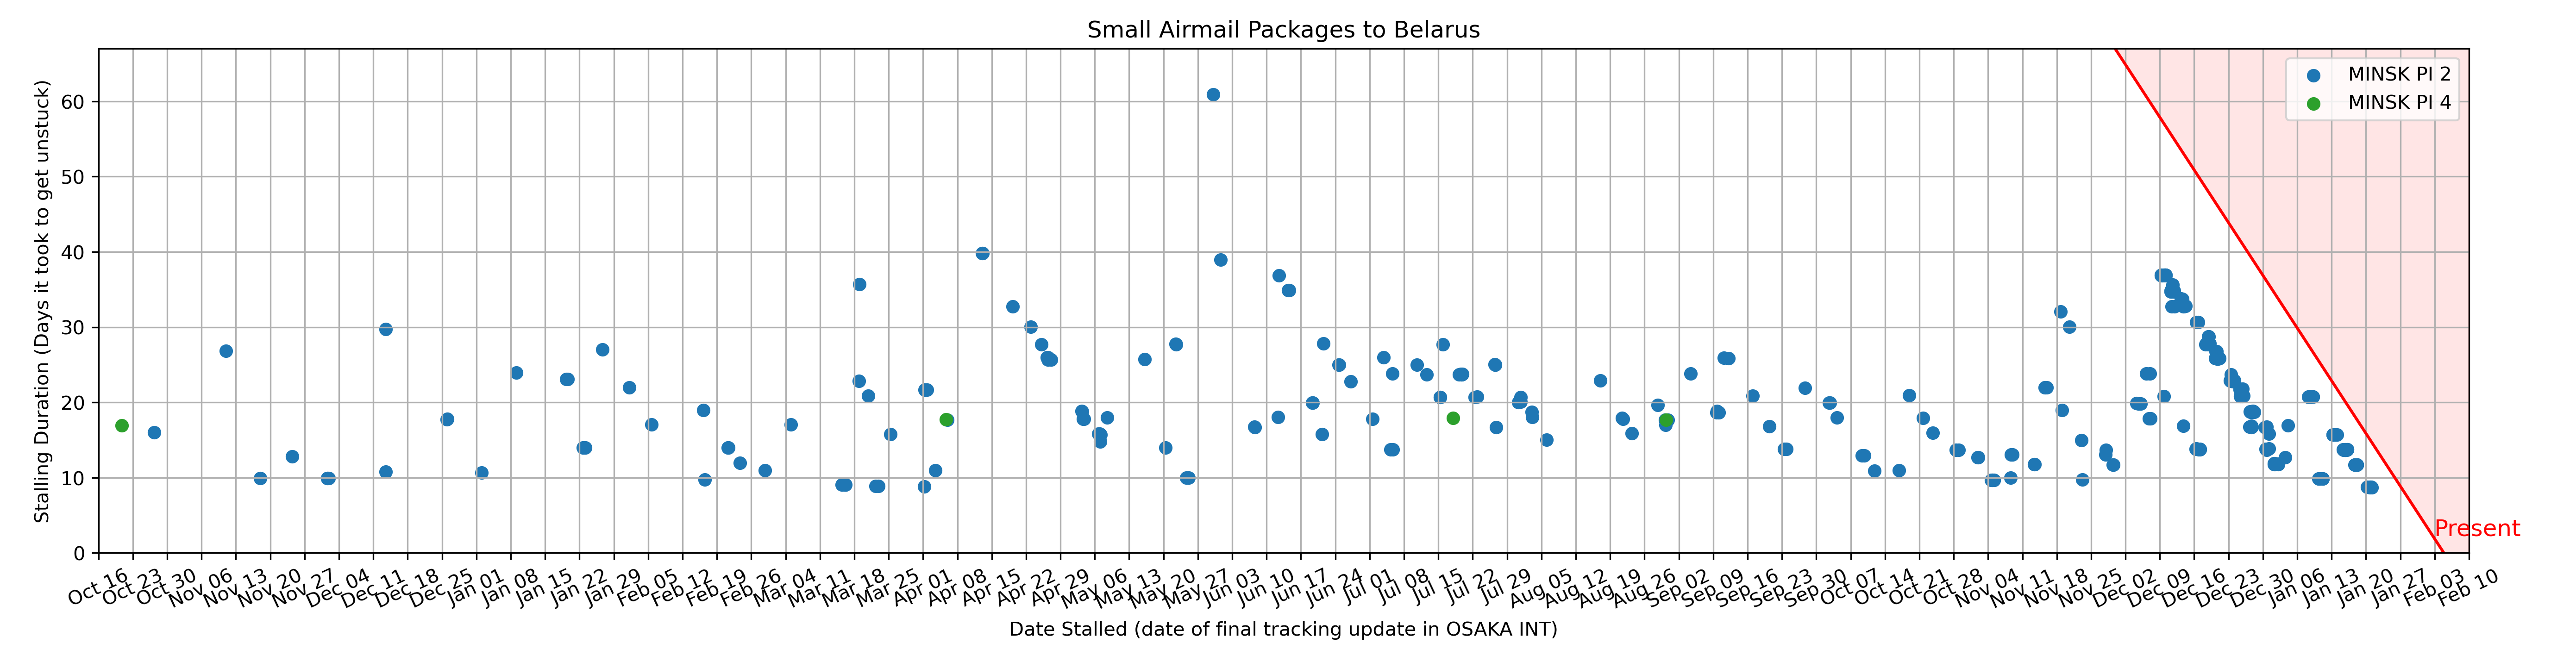 Small Airmail Packages to Belarus
Stalling Duration (Days it took to get unstuck)
60
50
40
30
20
10
0
MINSK PI 2
MINSK PI 4
Present
Oct 16
Oct 23
Oct 30
Nov 06
Nov 13
Nov 20
Nov 27
Dec 04
Dec 11
Dec 18
Dec 25
Jan 01
Jan 08
Jan 15
Jan 22
Jan 29
Feb 05
Feb 12
Feb 19
Feb 26
Mar 04
Mar 11
Mar 18
Mar 25
Apr 01
Apr 08
Apr 15
Apr 22
Apr 29
May 06
May 13
May 20
May 27
Jun 03
Jun 10
Jun 17
Jun 24
Jul 01
Jul 08
Jul 15
Jul 22
Jul 29
Aug 05
Aug 12
Aug 19
Aug 26
Sep 02
Sep 09
Sep 16
Sep 23
Sep 30
Oct 07
Oct 14
Oct 21
Oct 28
Nov 04
Nov 11
Nov 18
Nov 25
Dec 02
Dec 09
Dec 16
Dec 23
Dec 30
Jan 06
Jan 13
Jan 20
Jan 27
Feb 03
Feb 10
Date Stalled (date of final tracking update in OSAKA INT)